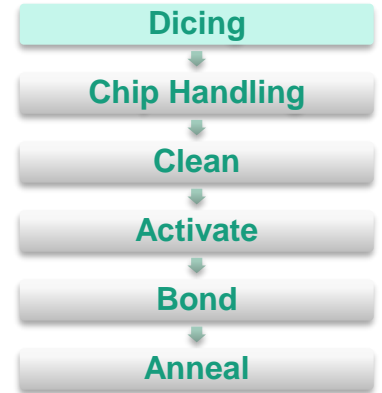 Dicing
Chip Handling
Clean
Activate
Bond
Anneal